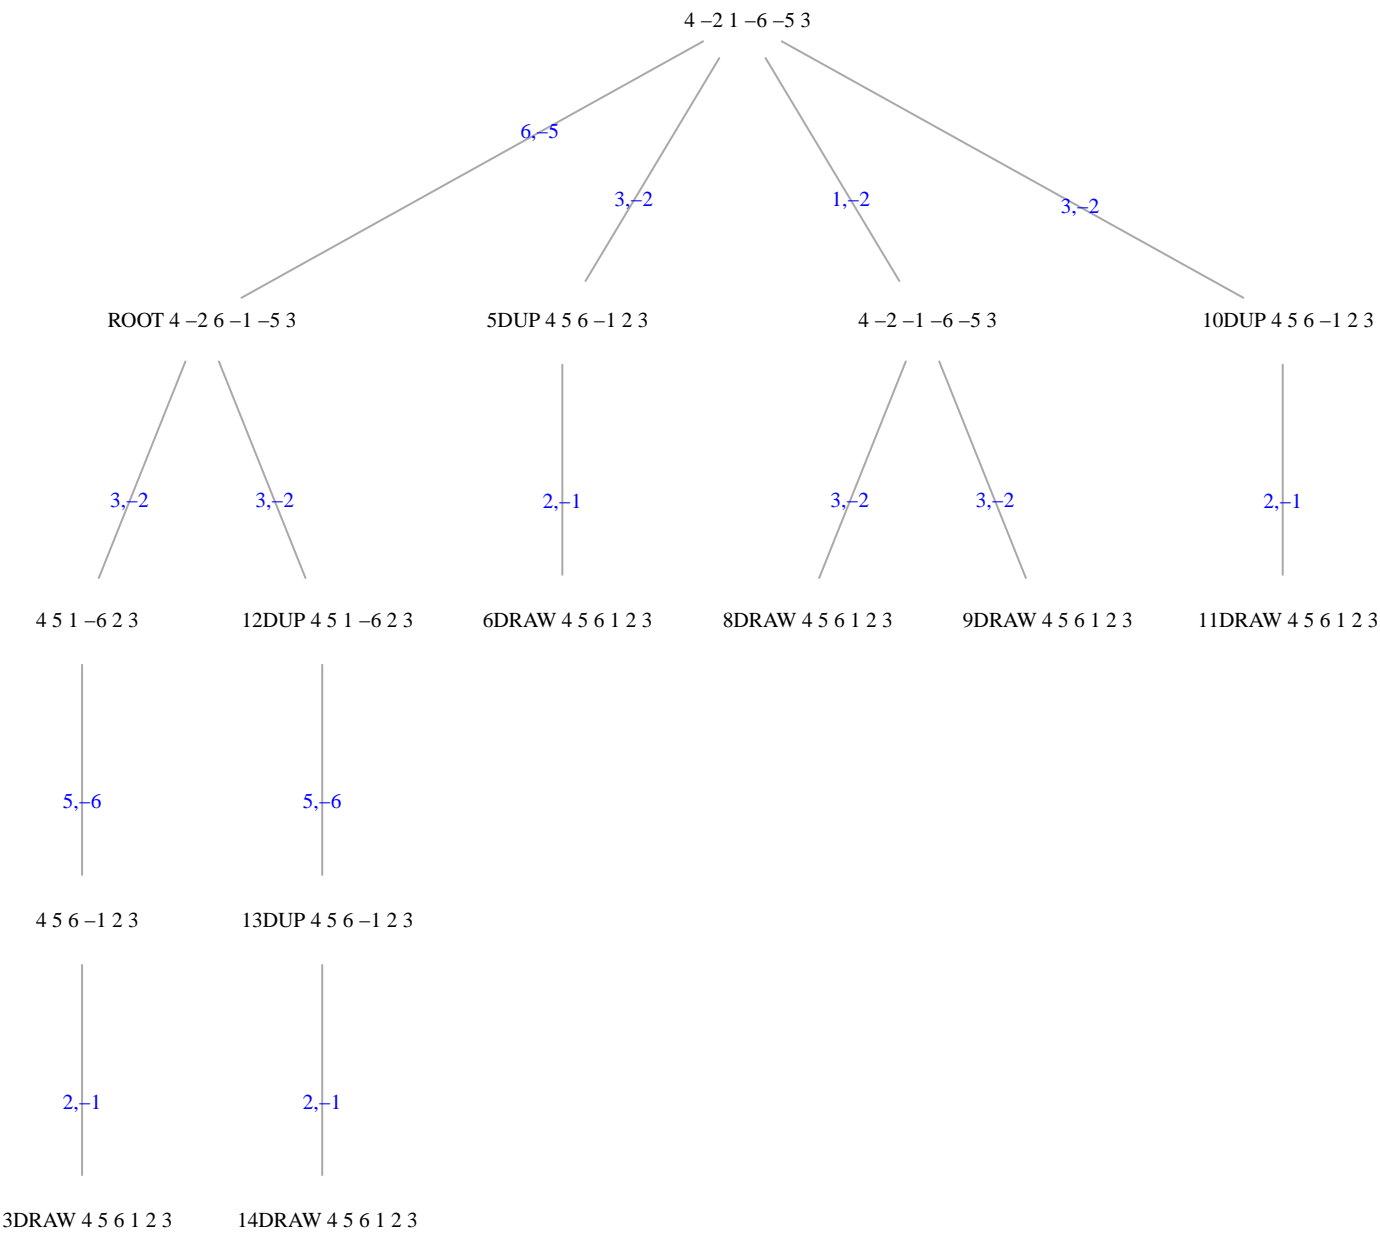 4 –2 1 –6 –5 3
6,–5
3,–2
1,–2
3,–2
ROOT 4 –2 6 –1 –5 3
5DUP 4 5 6 –1 2 3
4 –2 –1 –6 –5 3
10DUP 4 5 6 –1 2 3
3,–2
3,–2
2,–1
3,–2
3,–2
2,–1
4 5 1 –6 2 3
12DUP 4 5 1 –6 2 3
6DRAW 4 5 6 1 2 3
8DRAW 4 5 6 1 2 3
9DRAW 4 5 6 1 2 3
11DRAW 4 5 6 1 2 3
5,–6
5,–6
4 5 6 –1 2 3
13DUP 4 5 6 –1 2 3
2,–1
2,–1
3DRAW 4 5 6 1 2 3
14DRAW 4 5 6 1 2 3